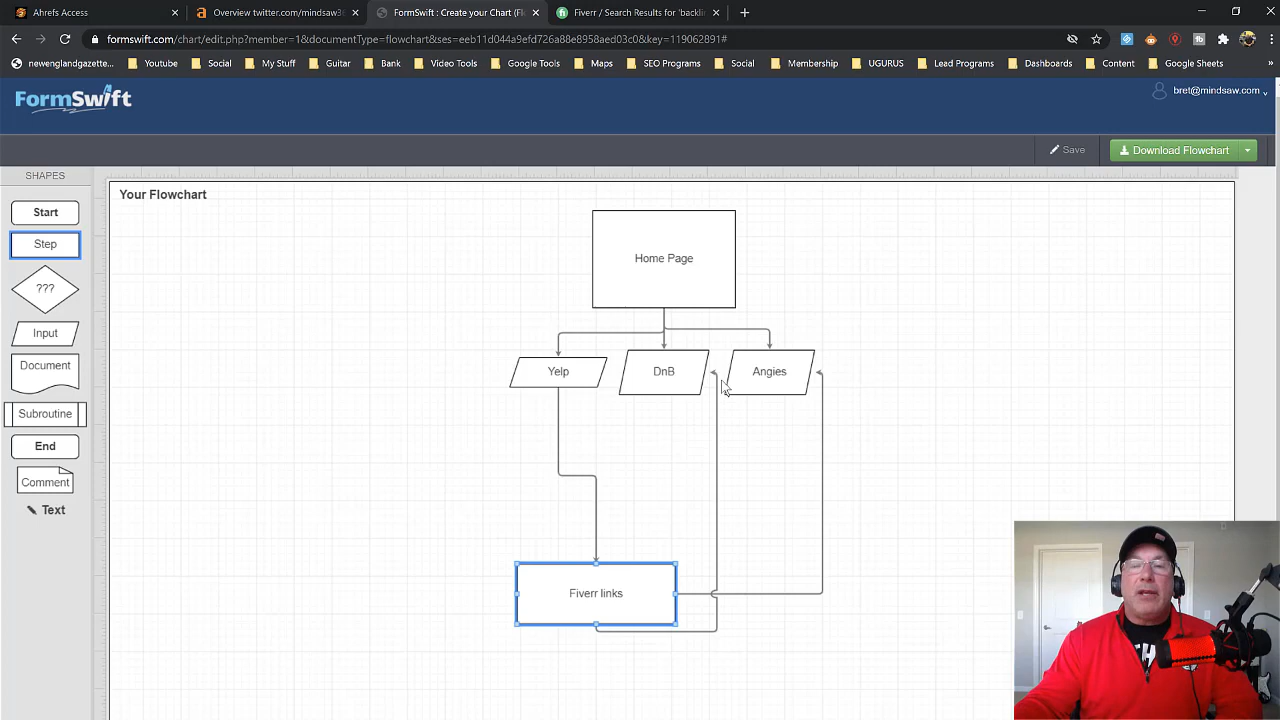 Ahrefs Access
Overview twitter.com/mindsaw3
FormSwift : Create your Chart (Fl
Fiverr / Search Results for 'backlin
formswift.com/chart/edit.php?member=1&documentType=flowchart&ses=eeb11d044a9efd726a88e8958aed03c0&key=119062891#
newenglandgazette...
Youtube
Social
My Stuff
Guitar
Bank
Video Tools
Google Tools
Maps
SEO Programs
Social
Membership
UGURUS
Lead Programs
Dashboards
Content
Google Sheets
FormSwift
bret@mindsaw.com
Save
Download Flowchart
SHAPES
Start
Step
???
Input
Document
Subroutine
End
Comment
Text
Your Flowchart
Home Page
Yelp
DnB
Angies
Fiverr links